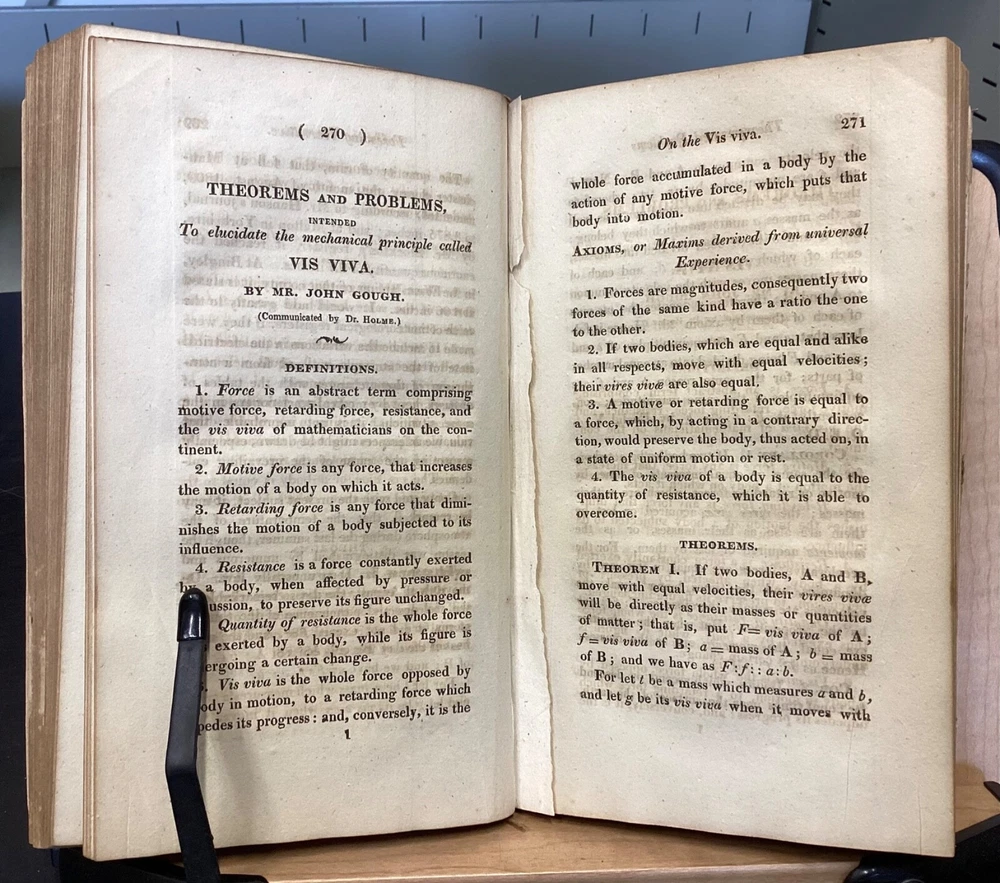 ( 270 )
THEOREMS AND PROBLEMS,
INTENDED
To elucidate the mechanical principle called
VIS VIVA.
BY MR. JOHN GOUGH.
(Communicated by Dr. HOLME.)
DEFINITIONS.
1. Force is an abstract term comprising
motive force, retarding force, resistance, and
the vis viva of mathematicians on the con-
tinent.
2. Motive force is any force, that increases
the motion of a body on which it acts.
3. Retarding force is any force that dimi-
nishes the motion of a body subjected to its
influence.
4. Resistance is a force constantly exerted
by a body, when affected by pressure or
ussion, to preserve its figure unchanged.
Quantity of resistance is the whole force
exerted by a body, while its figure is
ergoing a certain change.
Vis viva is the whole force opposed by
ody in motion, to a retarding force which
pedes its progress: and, conversely, it is the
1
On the Vis viva. 271
whole force accumulated in a body by the
action of any motive force, which puts that
body into motion.
AXIOMS, or Maxims derived from universal
Experience.
1. Forces are magnitudes, consequently two
forces of the same kind have a ratio the one
to the other.
2. If two bodies, which are equal and alike
in all respects, move with equal velocities;
their vires vivæ are also equal.
3. A motive or retarding force is equal to
a force, which, by acting in a contrary direc-
tion, would preserve the body, thus acted on, in
a state of uniform motion or rest.
4. The vis viva of a body is equal to the
quantity of resistance, which it is able to
overcome.
THEOREMS.
THEOREM I. If two bodies, A and B,
move with equal velocities, their vires vivæ
will be directly as their masses or quantities
of matter; that is, put F= vis viva of A;
f=vis viva of B; a= mass of A; b = mass
of B; and we have as F:f::a:b.
For let t be a mass which measures a and b,
and let g be its vis viva when it moves with